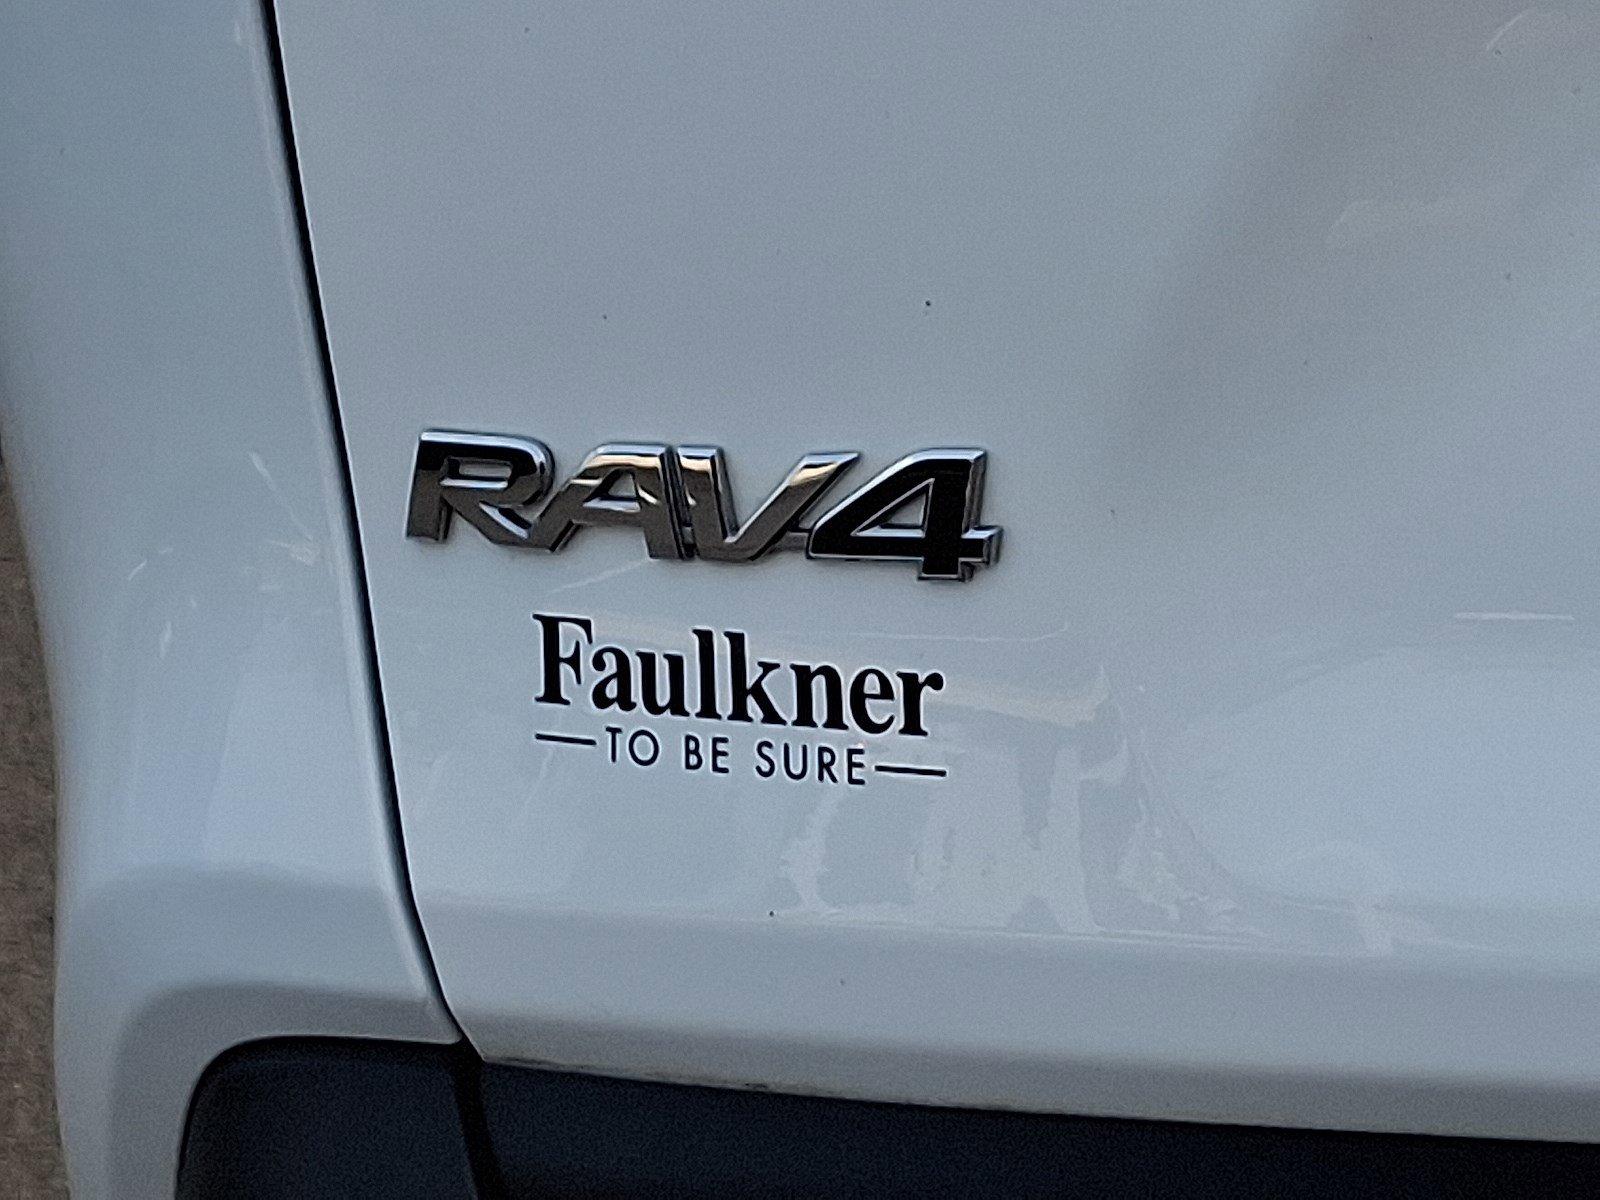 RAV4
Faulkner
TO BE SURE